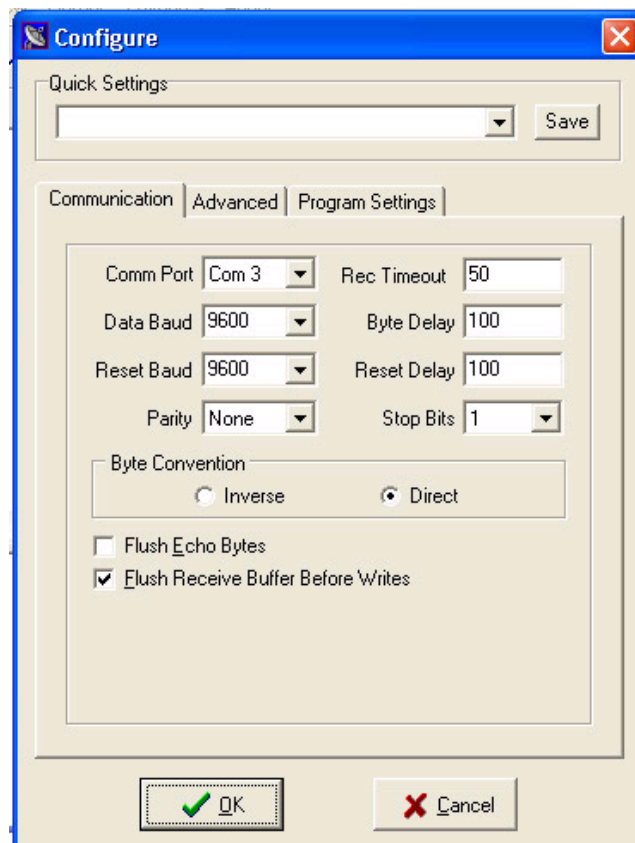 Configure
Quick Settings
Save
Communication Advanced Program Settings
Comm Port Com 3 Rec Timeout 50
Data Baud 9600 Byte Delay 100
Reset Baud 9600 Reset Delay 100
Parity None Stop Bits 1
Byte Convention
Inverse Direct
Flush Echo Bytes
Flush Receive Buffer Before Writes
OK Cancel